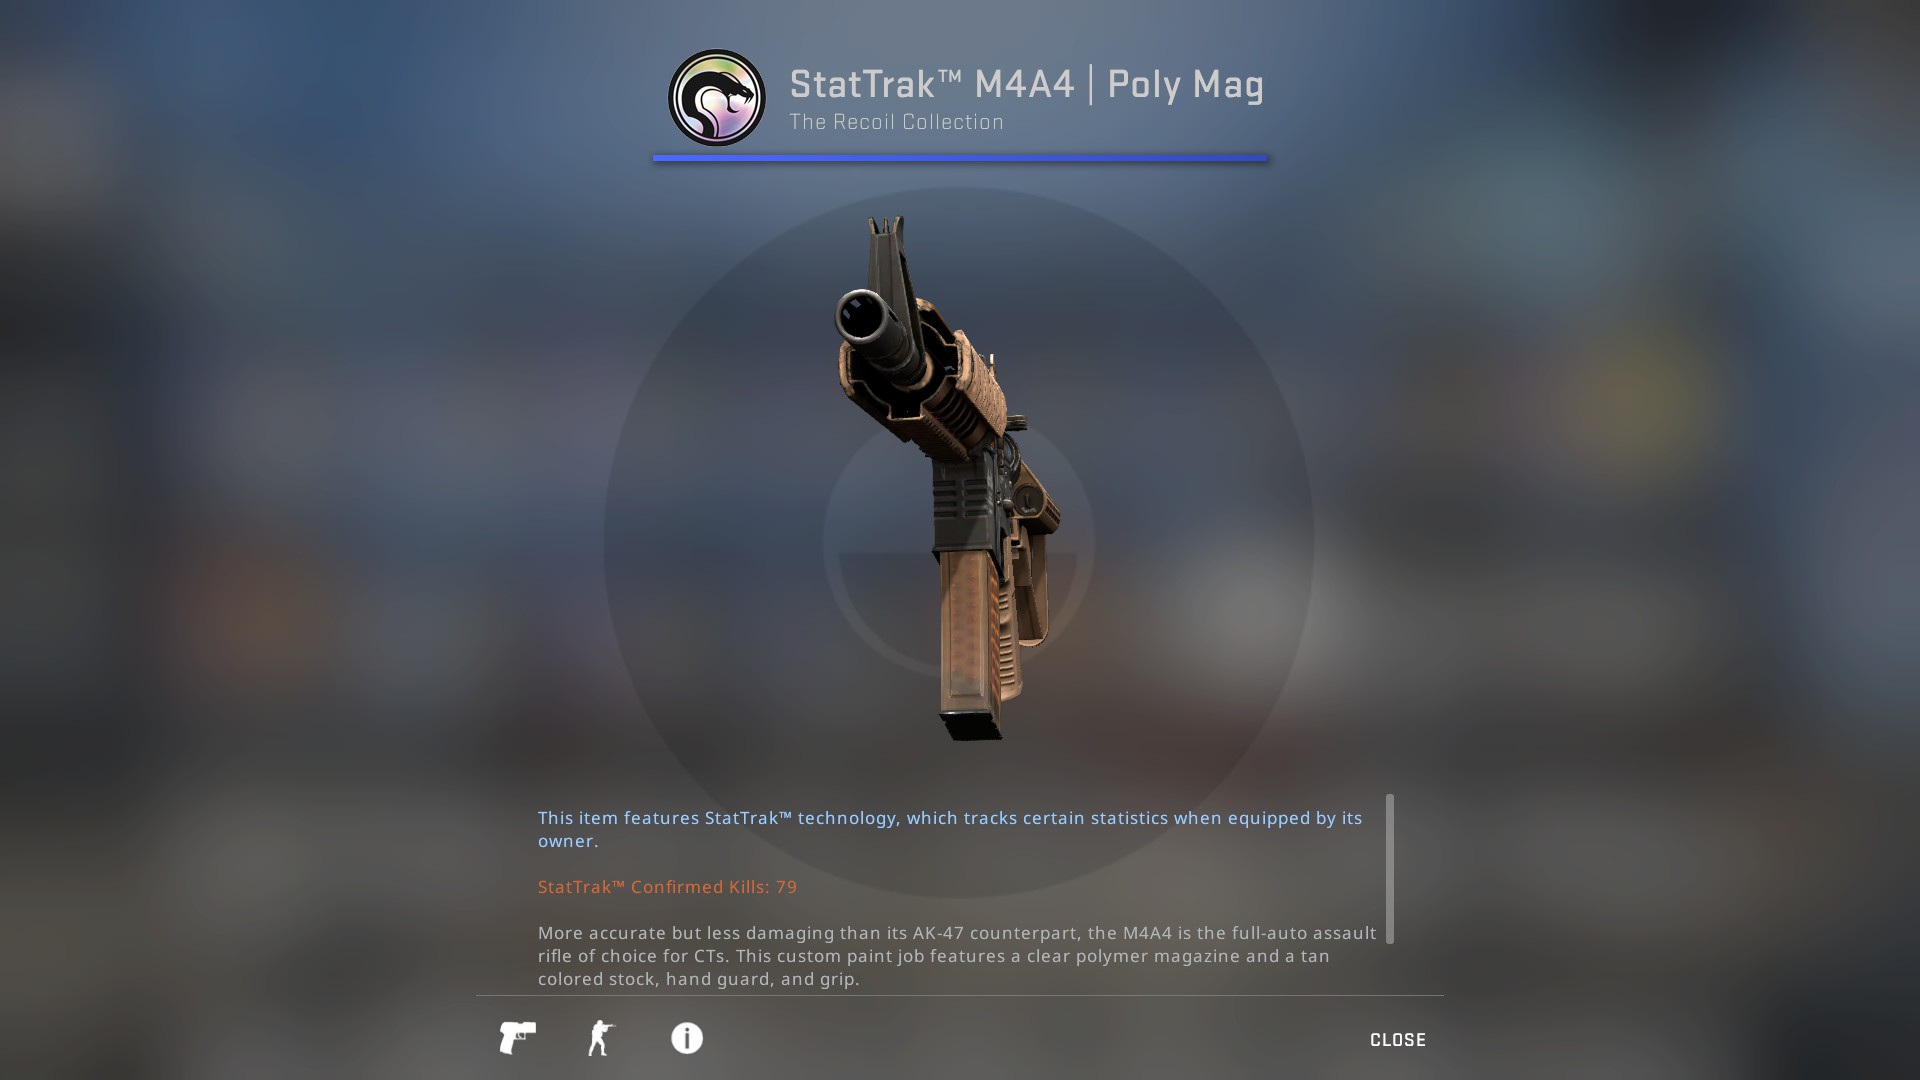 StatTrak™ M4A4 | Poly Mag
The Recoil Collection
This item features StatTrak™ technology, which tracks certain statistics when equipped by its
owner.
StatTrak™ Confirmed Kills: 79
More accurate but less damaging than its AK-47 counterpart, the M4A4 is the full-auto assault
rifle of choice for CTs. This custom paint job features a clear polymer magazine and a tan
colored stock, hand guard, and grip.
CLOSE